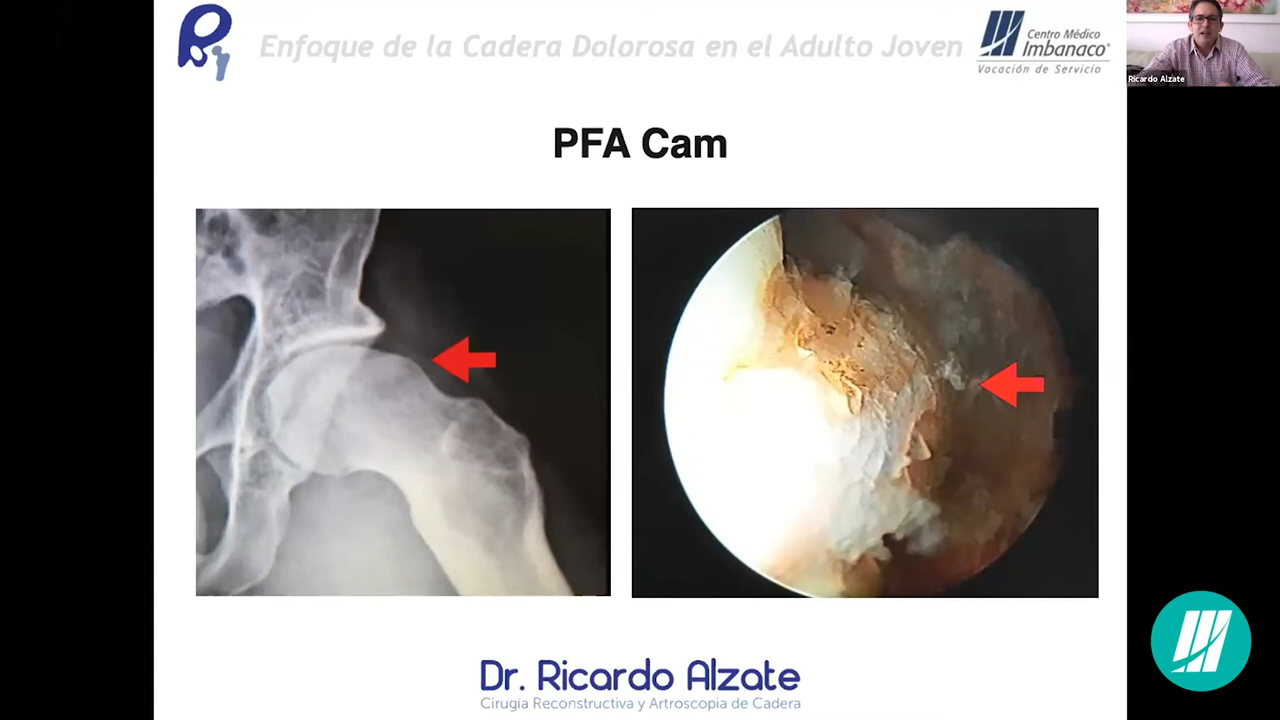 Enfoque de la Cadera Dolorosa en el Adulto Joven
Centro Médico
Imbanaco®
Vocación de Servicio
Ricardo Alzate
PFA Cam
Dr. Ricardo Alzate
Cirugía Reconstructiva y Artroscopia de Cadera